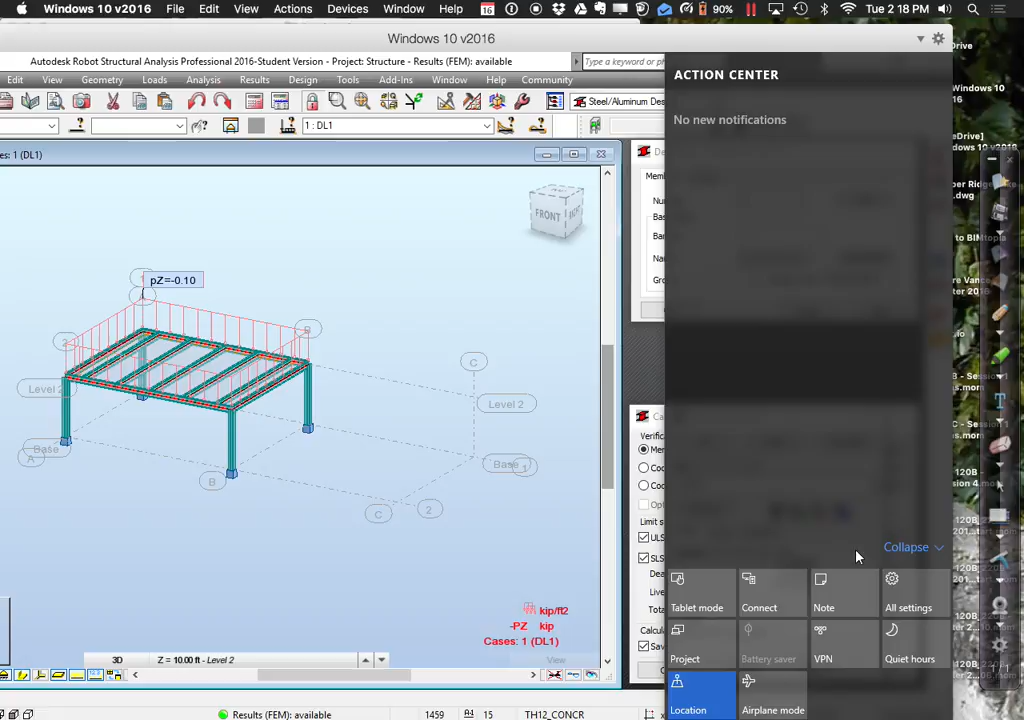 Windows 10 v2016 File Edit View Actions Devices Window Help 16 90% Tue 2 18 PM
Windows 10 v2016
Autodesk Robot Structural Analysis Professional 2016-Student Version - Project: Structure - Results (FEM): available
Type a keyword or ph
Edit View Geometry Loads Analysis Results Design Tools Add-Ins Window Help Community
Steel/Aluminum Des
1 : DL1
es: 1 (DL1)
FRONT
pZ=-0.10
Level 2
Base
A
B
C
Level 2
Base
1
C
2
B
2
kip/ft2
-PZ kip
Cases: 1 (DL1)
3D Z = 10.00 ft - Level 2
View
Results (FEM): available 1459 15 TH12_CONCR
ACTION CENTER
No new notifications
Collapse
Tablet mode Connect Note All settings
Project Battery saver VPN Quiet hours
Location Airplane mode